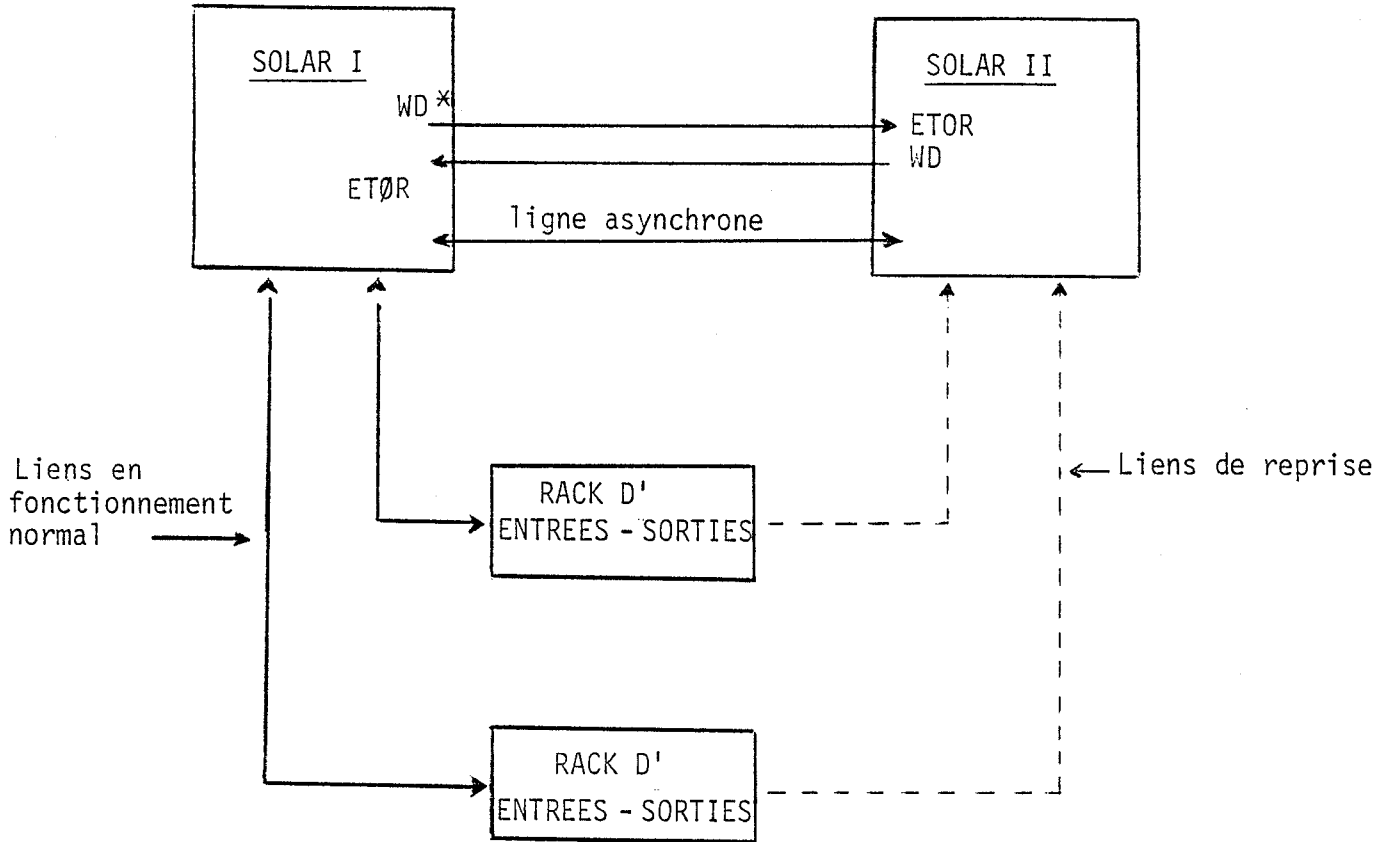 SOLAR I
SOLAR II
WD*
ETOR
WD
ETØR
ligne asynchrone
Liens en
fonctionnement
normal
Liens de reprise
RACK D'
ENTREES - SORTIES
RACK D'
ENTREES - SORTIES